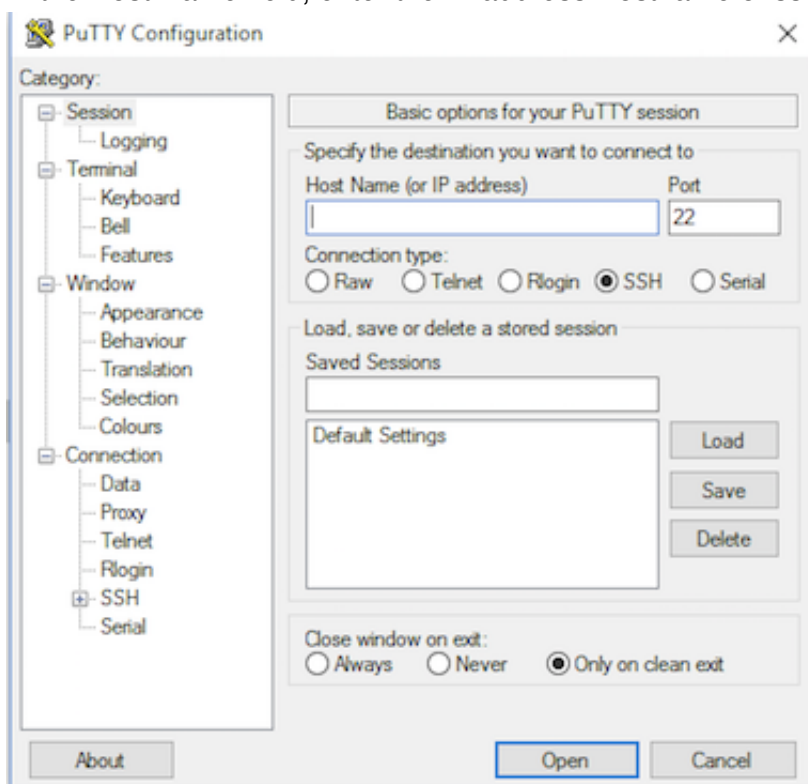 PuTTY Configuration
Category:
Session
Logging
Terminal
Keyboard
Bell
Features
Window
Appearance
Behaviour
Translation
Selection
Colours
Connection
Data
Proxy
Telnet
Rlogin
SSH
Serial
Basic options for your PuTTY session
Specify the destination you want to connect to
Host Name (or IP address) Port
22
Connection type:
Raw Telnet Rlogin SSH Serial
Load, save or delete a stored session
Saved Sessions
Default Settings
Load
Save
Delete
Close window on exit:
Always Never Only on clean exit
About Open Cancel